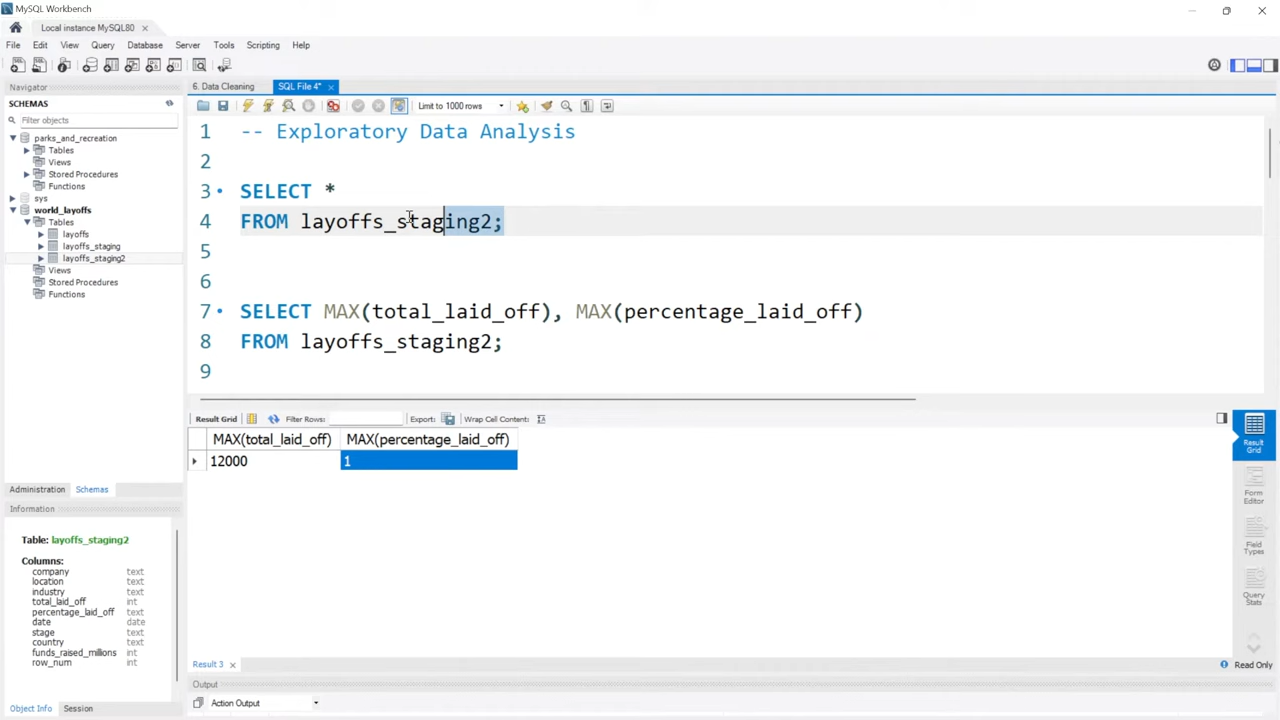 MySQL Workbench
Local instance MySQL80
File Edit View Query Database Server Tools Scripting Help
Navigator
SCHEMAS
Filter objects
parks_and_recreation
Tables
Views
Stored Procedures
Functions
sys
world_layoffs
Tables
layoffs
layoffs_staging
layoffs_staging2
Views
Stored Procedures
Functions
Administration Schemas
Information
Table: layoffs_staging2
Columns:
company text
location text
industry text
total_laid_off int
percentage_laid_off text
date date
stage text
country text
funds_raised_millions int
row_num int
Object Info Session
6. Data Cleaning SQL File 4*
Limit to 1000 rows
1 -- Exploratory Data Analysis
2
3 SELECT *
4 FROM layoffs_staging2;
5
6
7 SELECT MAX(total_laid_off), MAX(percentage_laid_off)
8 FROM layoffs_staging2;
9
Result Grid Filter Rows: Export: Wrap Cell Content:
MAX(total_laid_off) MAX(percentage_laid_off)
12000 1
Result Grid
Form Editor
Field Types
Query Stats
Result 3 Read Only
Output
Action Output